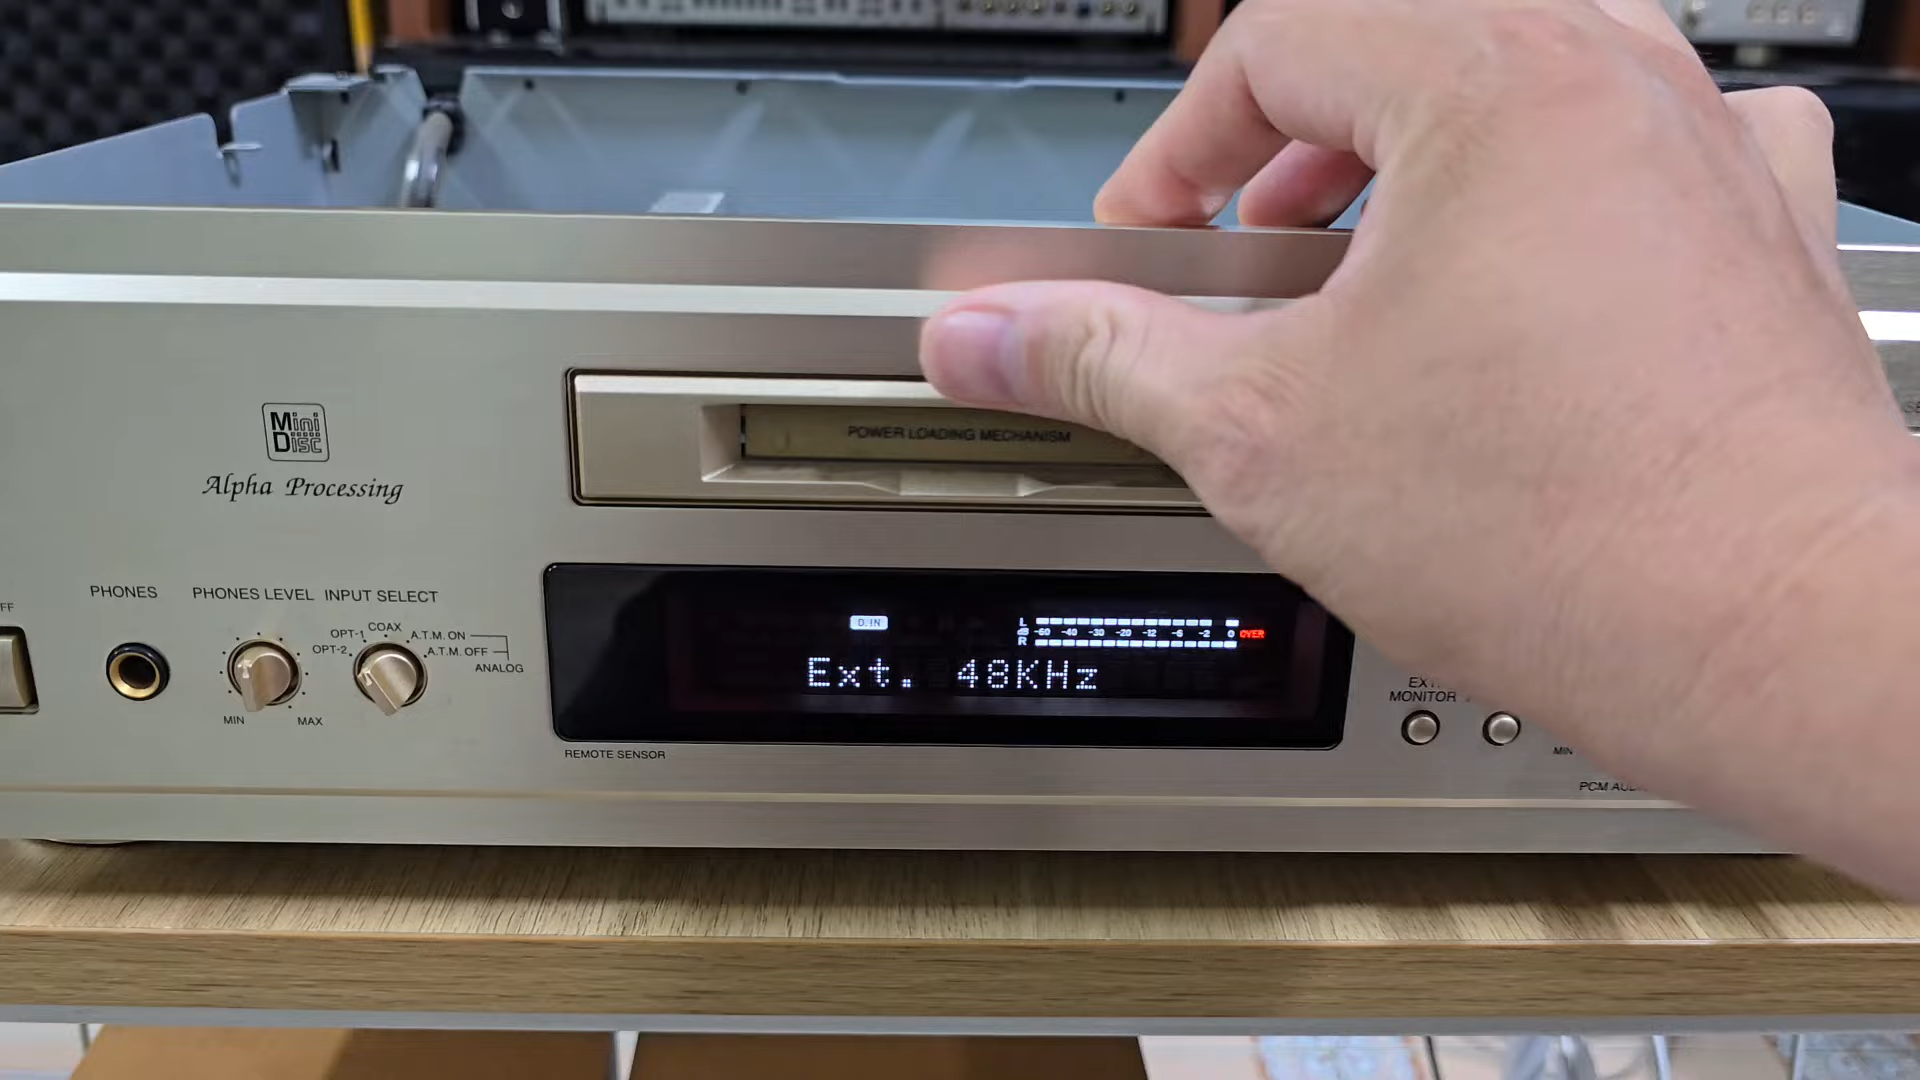 Mini
Disc
Alpha Processing
POWER LOADING MECHANISM
PHONES
PHONES LEVEL
INPUT SELECT
FF
OPT-1
COAX
A.T.M. ON
OPT-2
A.T.M. OFF
ANALOG
MIN
MAX
REMOTE SENSOR
D.IN
L
dB -60 -40 -30 -20 -12 -6 -2 0 OVER
R
Ext. 48KHz
MONITOR
MIN